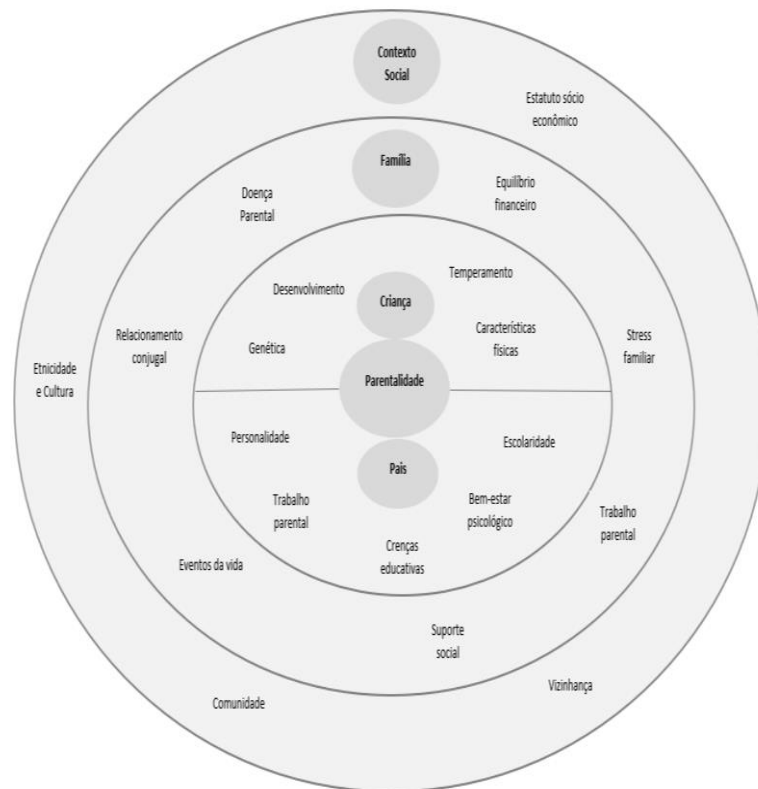 Contexto
Social
Estatuto sócio
econômico
Família
Doença
Parental
Equilíbrio
financeiro
Desenvolvimento
Temperamento
Criança
Genética
Características
físicas
Relacionamento
conjugal
Stress
familiar
Etnicidade
e Cultura
Parentalidade
Personalidade
Escolaridade
Pais
Trabalho
parental
Bem-estar
psicológico
Trabalho
parental
Crenças
educativas
Eventos da vida
Suporte
social
Comunidade
Vizinhança